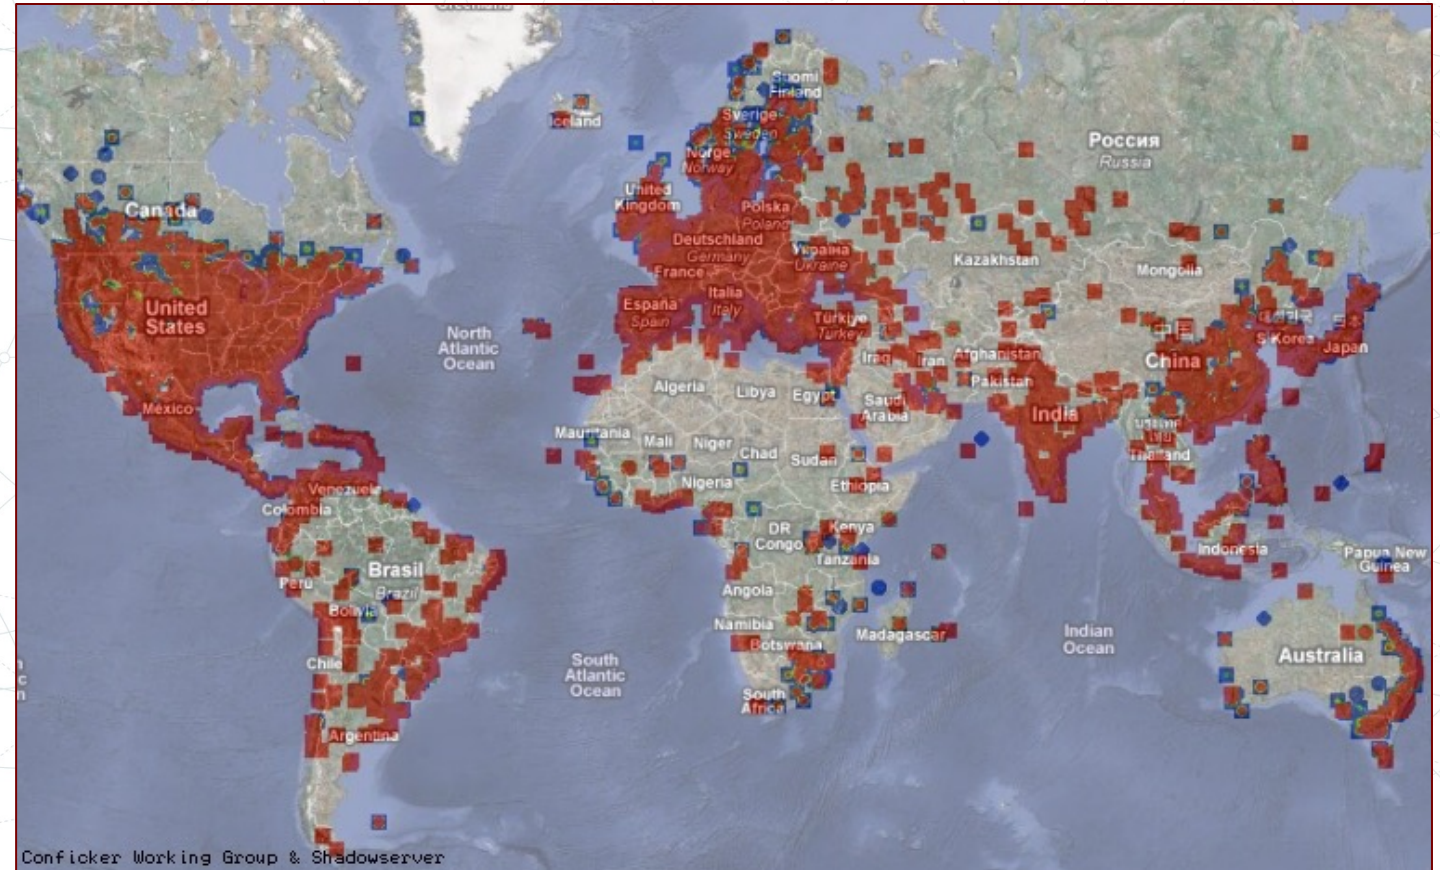 Greenland
Suomi
Finland
Iceland
Sverige
Sweden
Россия
Russia
Norge
Norway
United
Kingdom
Canada
Polska
Poland
Deutschland
Germany
Україна
Ukraine
Kazakhstan
Mongolia
France
United
States
España
Spain
Italia
Italy
Türkiye
Turkey
North
Atlantic
Ocean
S Korea
Japan
Iraq
Iran
Afghanistan
China
Pakistan
Algeria
Libya
Egypt
Saudi
Arabia
México
India
Mauritania
Mali
Niger
Chad
Sudan
Thailand
Nigeria
Ethiopia
Venezuela
Colombia
DR
Congo
Kenya
Tanzania
Indonesia
Papua New
Guinea
Brasil
Brazil
Perú
Bolivia
Angola
Namibia
Botswana
Madagascar
Indian
Ocean
Australia
Chile
South
Atlantic
Ocean
South
Africa
Argentina
Conficker Working Group & Shadowserver